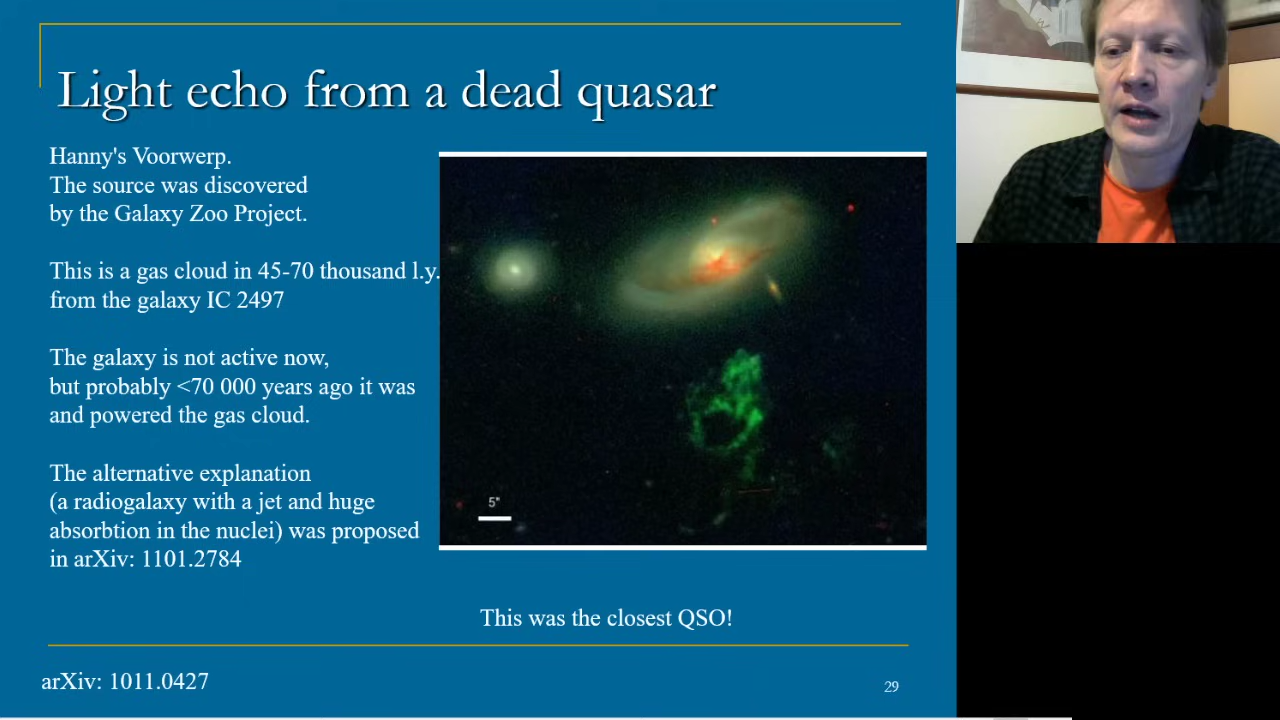 Light echo from a dead quasar
Hanny's Voorwerp.
The source was discovered
by the Galaxy Zoo Project.
This is a gas cloud in 45-70 thousand l.y.
from the galaxy IC 2497
The galaxy is not active now,
but probably <70 000 years ago it was
and powered the gas cloud.
The alternative explanation
(a radiogalaxy with a jet and huge
absorbtion in the nuclei) was proposed
in arXiv: 1101.2784
5"
This was the closest QSO!
arXiv: 1011.0427
29